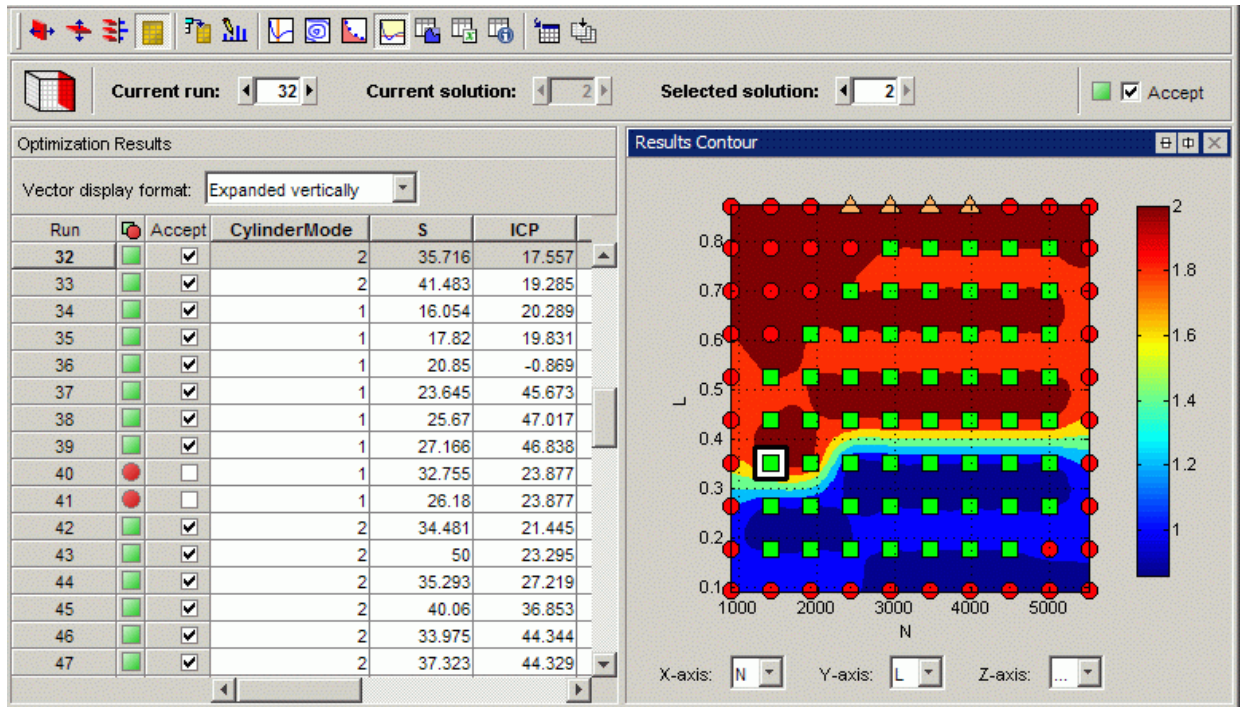 Current run: 32 Current solution: 2 Selected solution: 2 Accept
Optimization Results
Vector display format: Expanded vertically
Run Accept CylinderMode S ICP
32 2 35.716 17.557
33 2 41.483 19.285
34 1 16.054 20.289
35 1 17.82 19.831
36 1 20.85 -0.869
37 1 23.645 45.673
38 1 25.67 47.017
39 1 27.166 46.838
40 1 32.755 23.877
41 1 26.18 23.877
42 2 34.481 21.445
43 2 50 23.295
44 2 35.293 27.219
45 2 40.06 36.853
46 2 33.975 44.344
47 2 37.323 44.329
Results Contour
0.8
0.7
0.6
0.5
0.4
0.3
0.2
0.1
L
1000 2000 3000 4000 5000
N
2
1.8
1.6
1.4
1.2
1
X-axis: N Y-axis: L Z-axis: ...